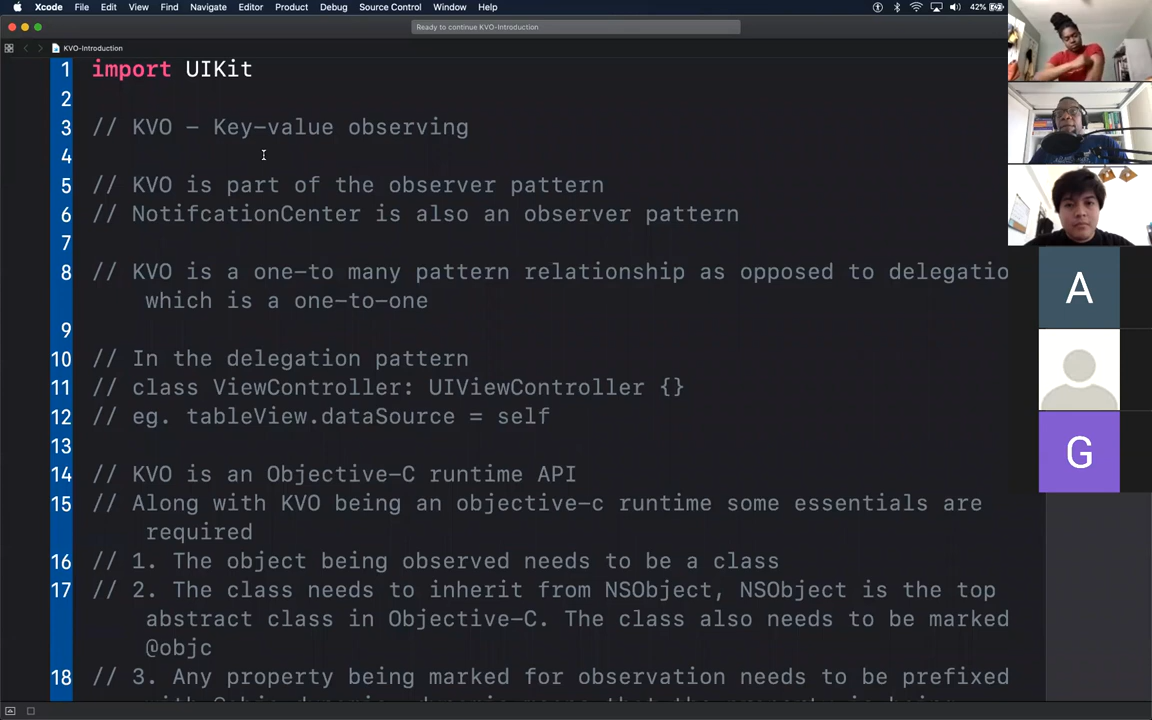 Xcode File Edit View Find Navigate Editor Product Debug Source Control Window Help 42%
Ready to continue KVO-Introduction
KVO-Introduction
1 import UIKit
2
3 // KVO - Key-value observing
4
5 // KVO is part of the observer pattern
6 // NotifcationCenter is also an observer pattern
7
8 // KVO is a one-to many pattern relationship as opposed to delegatio
which is a one-to-one
9
10 // In the delegation pattern
11 // class ViewController: UIViewController {}
12 // eg. tableView.dataSource = self
13
14 // KVO is an Objective-C runtime API
15 // Along with KVO being an objective-c runtime some essentials are
required
16 // 1. The object being observed needs to be a class
17 // 2. The class needs to inherit from NSObject, NSObject is the top
abstract class in Objective-C. The class also needs to be marked
@objc
18 // 3. Any property being marked for observation needs to be prefixed
A
G